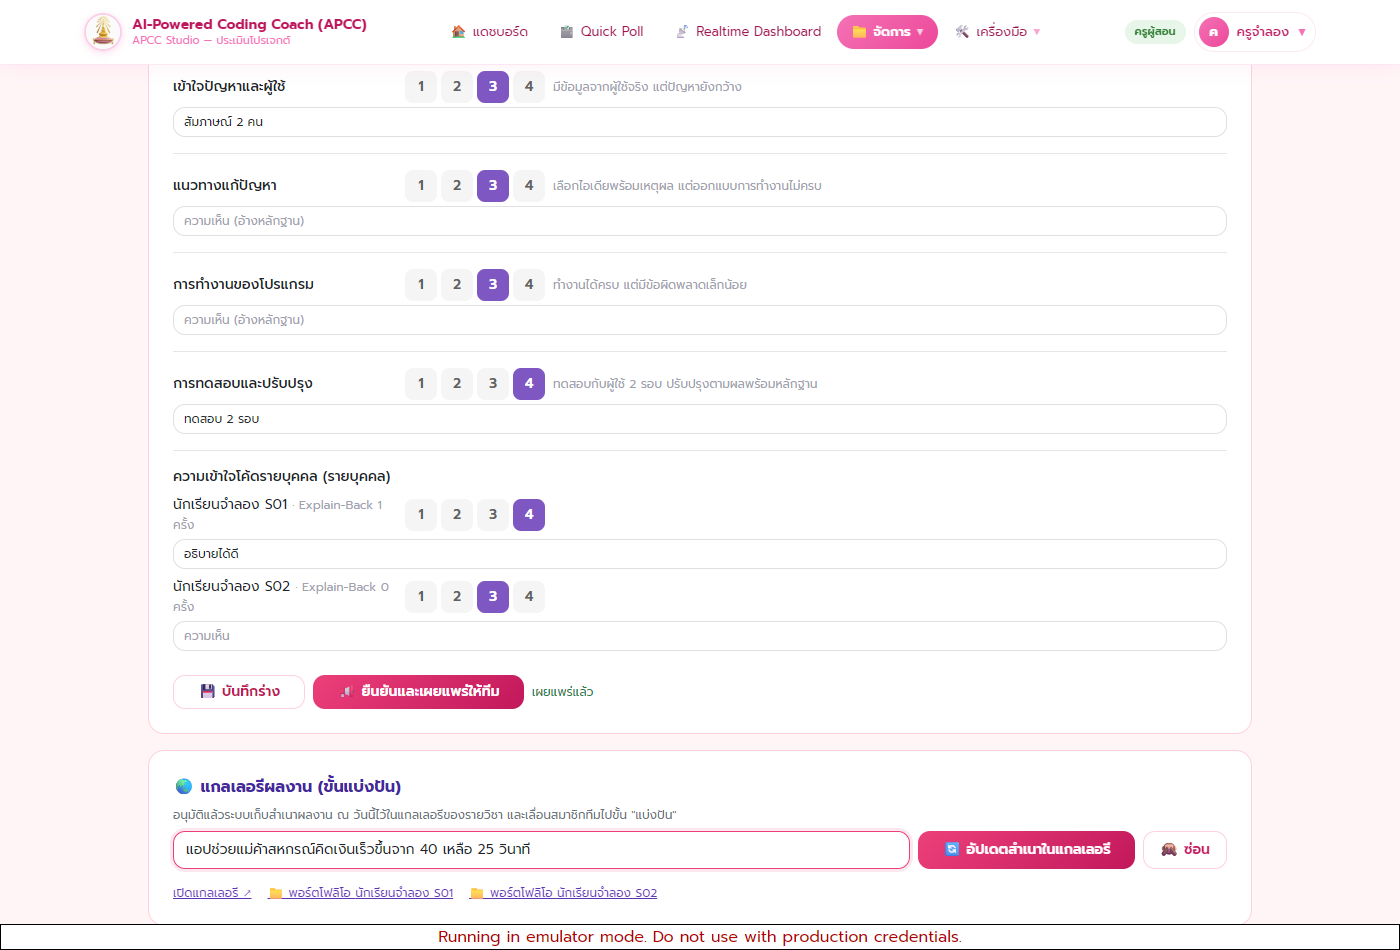 AI-Powered Coding Coach (APCC)
APCC Studio — ประเมินโปรเจกต์
แดชบอร์ด
Quick Poll
Realtime Dashboard
จัดการ ▾
เครื่องมือ ▾
ครูผู้สอน
ค ครูจำลอง ▾
เข้าใจปัญหาและผู้ใช้ 1 2 3 4 มีข้อมูลจากผู้ใช้จริง แต่ปัญหายังกว้าง
สัมภาษณ์ 2 คน
แนวทางแก้ปัญหา 1 2 3 4 เลือกไอเดียพร้อมเหตุผล แต่ออกแบบการทำงานไม่ครบ
ความเห็น (อ้างหลักฐาน)
การทำงานของโปรแกรม 1 2 3 4 ทำงานได้ครบ แต่มีข้อผิดพลาดเล็กน้อย
ความเห็น (อ้างหลักฐาน)
การทดสอบและปรับปรุง 1 2 3 4 ทดสอบกับผู้ใช้ 2 รอบ ปรับปรุงตามผลพร้อมหลักฐาน
ทดสอบ 2 รอบ
ความเข้าใจโค้ดรายบุคคล (รายบุคคล)
นักเรียนจำลอง S01 · Explain-Back 1
ครั้ง
1 2 3 4
อธิบายได้ดี
นักเรียนจำลอง S02 · Explain-Back 0
ครั้ง
1 2 3 4
ความเห็น
บันทึกร่าง
ยืนยันและเผยแพร่ให้ทีม
เผยแพร่แล้ว
แกลเลอรีผลงาน (ขั้นแบ่งปัน)
อนุมัติแล้วระบบเก็บสำเนาผลงาน ณ วันนี้ไว้ในแกลเลอรีของรายวิชา และเลื่อนสมาชิกทีมไปขั้น "แบ่งปัน"
แอปช่วยแม่ค้าสหกรณ์คิดเงินเร็วขึ้นจาก 40 เหลือ 25 วินาที
อัปเดตสำเนาในแกลเลอรี
ซ่อน
เปิดแกลเลอรี ↗
พอร์ตโฟลิโอ นักเรียนจำลอง S01
พอร์ตโฟลิโอ นักเรียนจำลอง S02
Running in emulator mode. Do not use with production credentials.